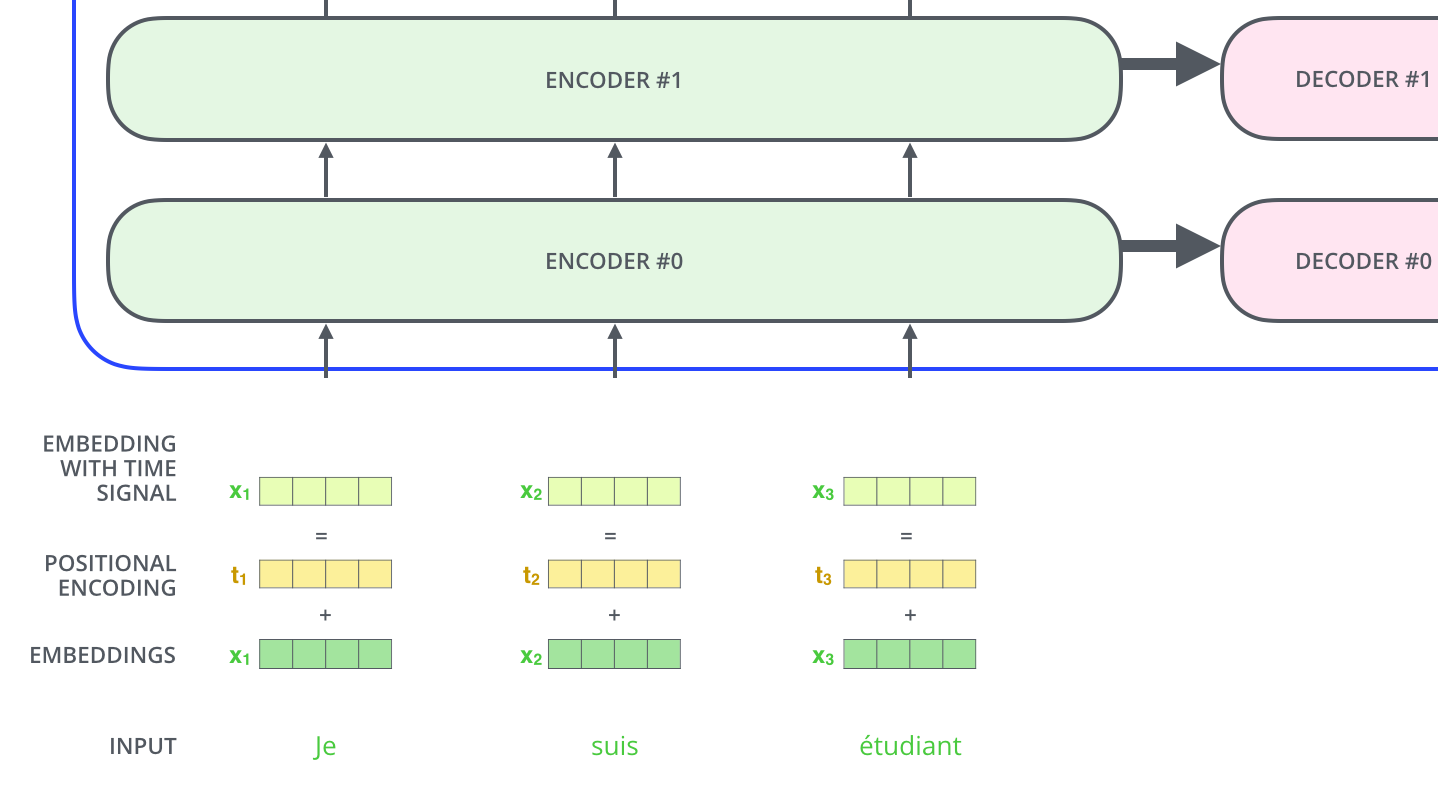 ENCODER #1
DECODER #1
ENCODER #0
DECODER #0
EMBEDDING
WITH TIME
SIGNAL
x1
x2
x3
=
=
=
POSITIONAL
ENCODING
t1
t2
t3
+
+
+
EMBEDDINGS
x1
x2
x3
INPUT
Je
suis
étudiant